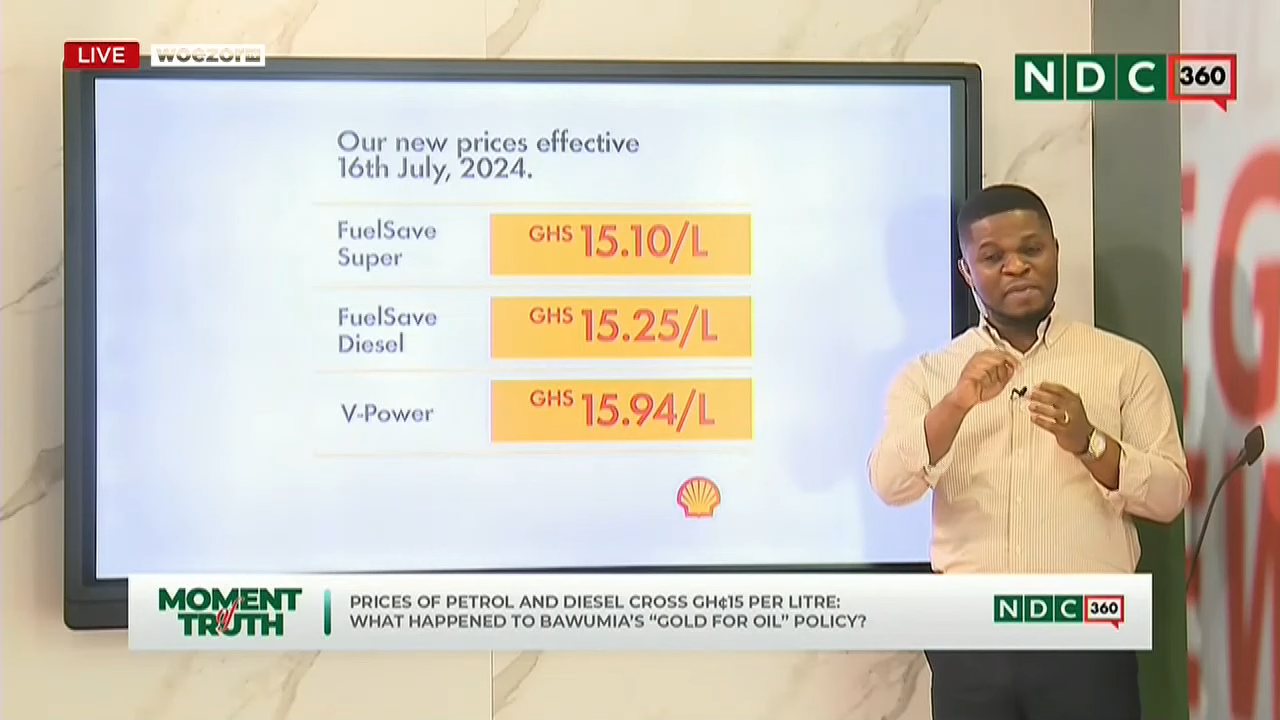 LIVE
woezortv
NDC 360
Our new prices effective
16th July, 2024.
FuelSave
Super
GHS 15.10/L
FuelSave
Diesel
GHS 15.25/L
V-Power
GHS 15.94/L
MOMENT
of
TRUTH
PRICES OF PETROL AND DIESEL CROSS GH¢15 PER LITRE:
WHAT HAPPENED TO BAWUMIA'S “GOLD FOR OIL” POLICY?
NDC 360